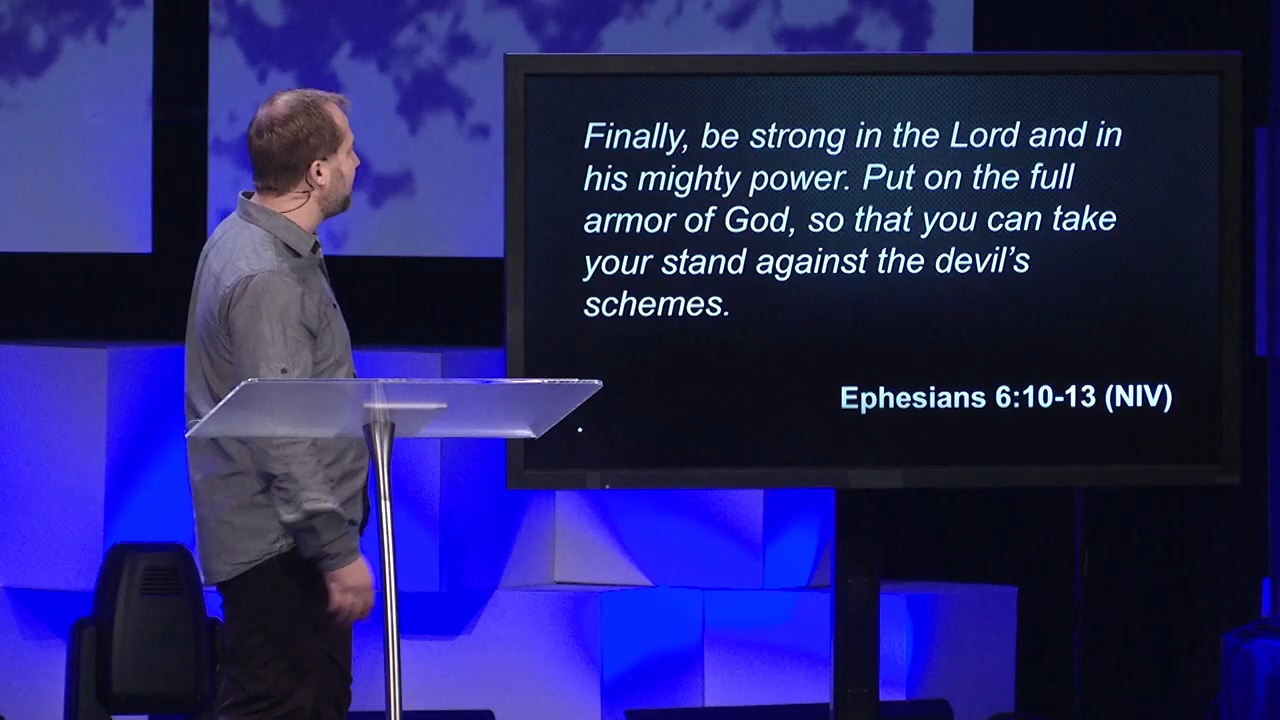 Finally, be strong in the Lord and in
his mighty power. Put on the full
armor of God, so that you can take
your stand against the devil’s
schemes.
Ephesians 6:10-13 (NIV)